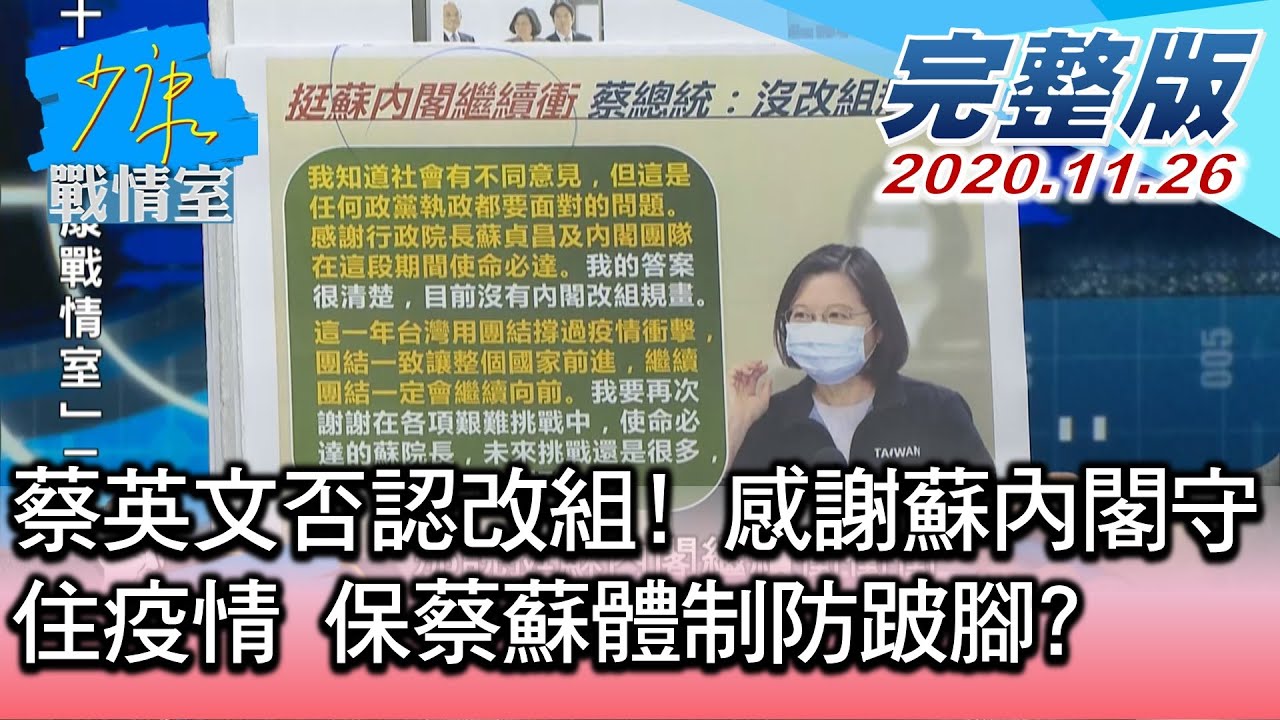 少康
戰情室
完整版
2020.11.26
挺蘇內閣繼續衝 蔡總統：沒改組
我知道社會有不同意見，但這是
任何政黨執政都要面對的問題。
感謝行政院長蘇貞昌及內閣團隊
在這段期間使命必達。我的答案
很清楚，目前沒有內閣改組規畫。
這一年台灣用團結撐過疫情衝擊，
團結一致讓整個國家前進，繼續
團結一定會繼續向前。我要再次
謝謝在各項艱難挑戰中，使命必
達的蘇院長，未來挑戰還是很多，
TAIWAN
康戰情室」
005
蔡英文否認改組! 感謝蘇內閣守
住疫情 保蔡蘇體制防跛腳?